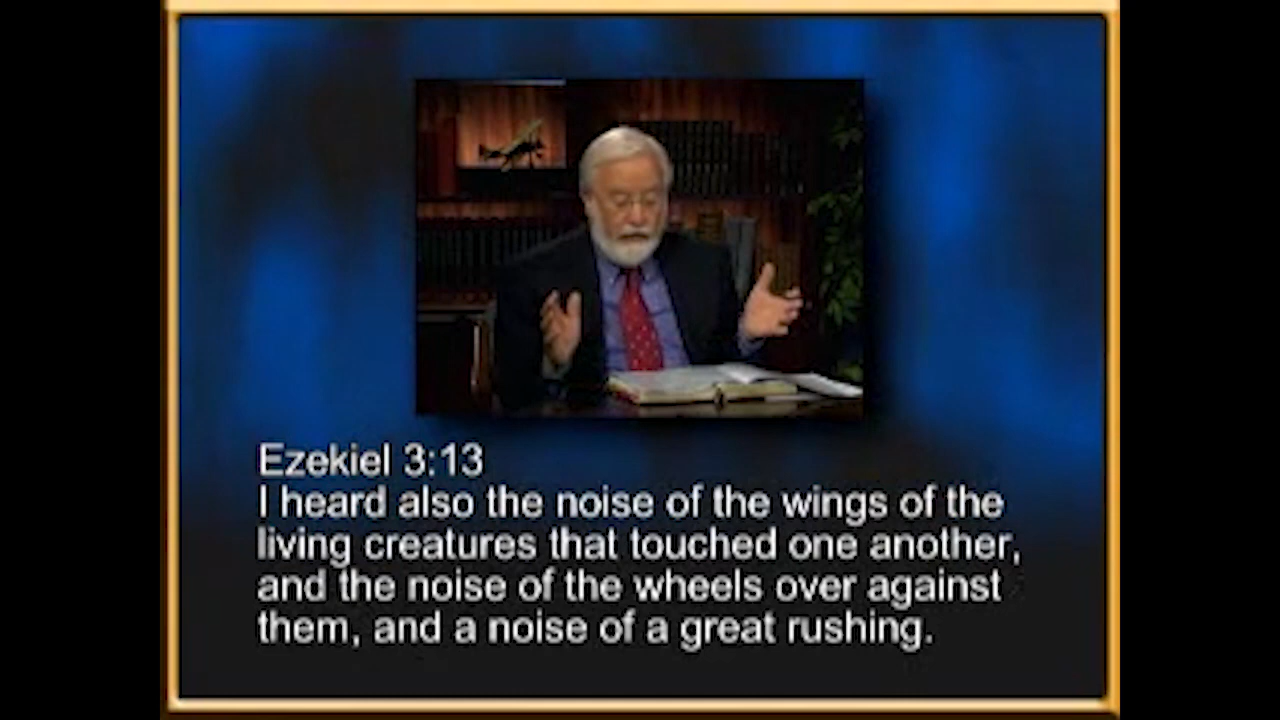 Ezekiel 3:13
I heard also the noise of the wings of the
living creatures that touched one another,
and the noise of the wheels over against
them, and a noise of a great rushing.